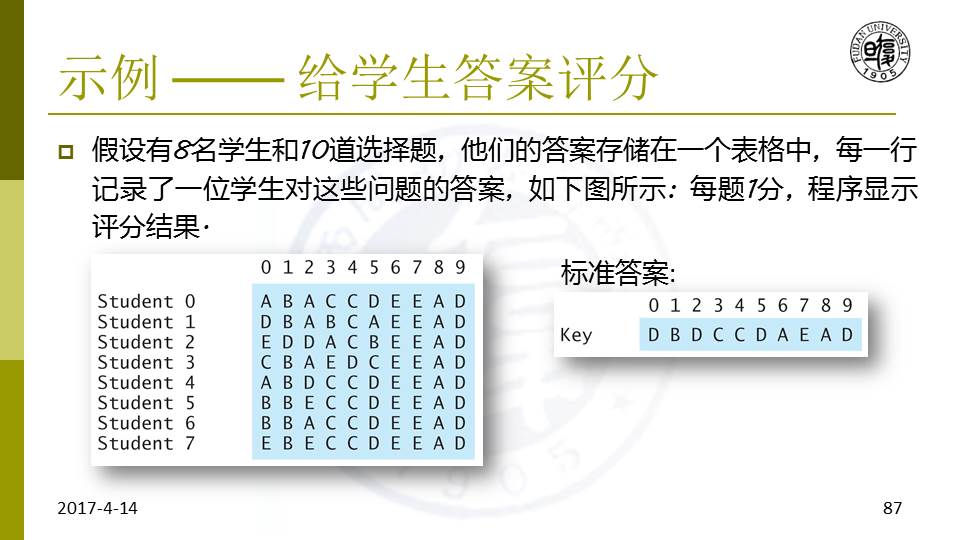 示例 —— 给学生答案评分
FUDAN UNIVERSITY
1905
假设有8名学生和10道选择题，他们的答案存储在一个表格中，每一行
记录了一位学生对这些问题的答案，如下图所示：每题1分，程序显示
评分结果.
0 1 2 3 4 5 6 7 8 9
Student 0 A B A C C D E E A D
Student 1 D B A B C A E E A D
Student 2 E D D A C B E E A D
Student 3 C B A E D C E E A D
Student 4 A B D C C D E E A D
Student 5 B B E C C D E E A D
Student 6 B B A C C D E E A D
Student 7 E B E C C D E E A D
标准答案:
0 1 2 3 4 5 6 7 8 9
Key D B D C C D A E A D
2017-4-14
87